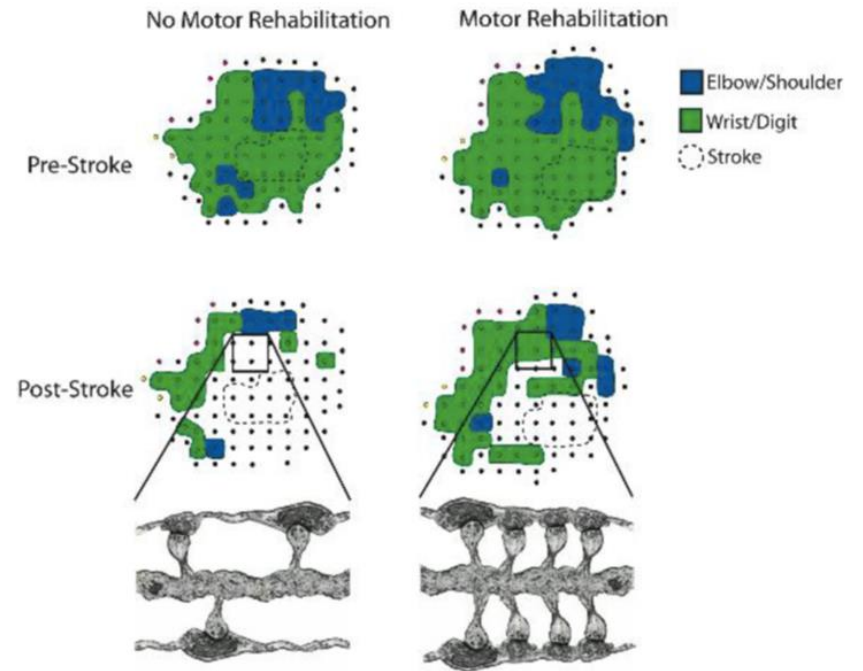 No Motor Rehabilitation
Motor Rehabilitation
Elbow/Shoulder
Wrist/Digit
Stroke
Pre-Stroke
Post-Stroke